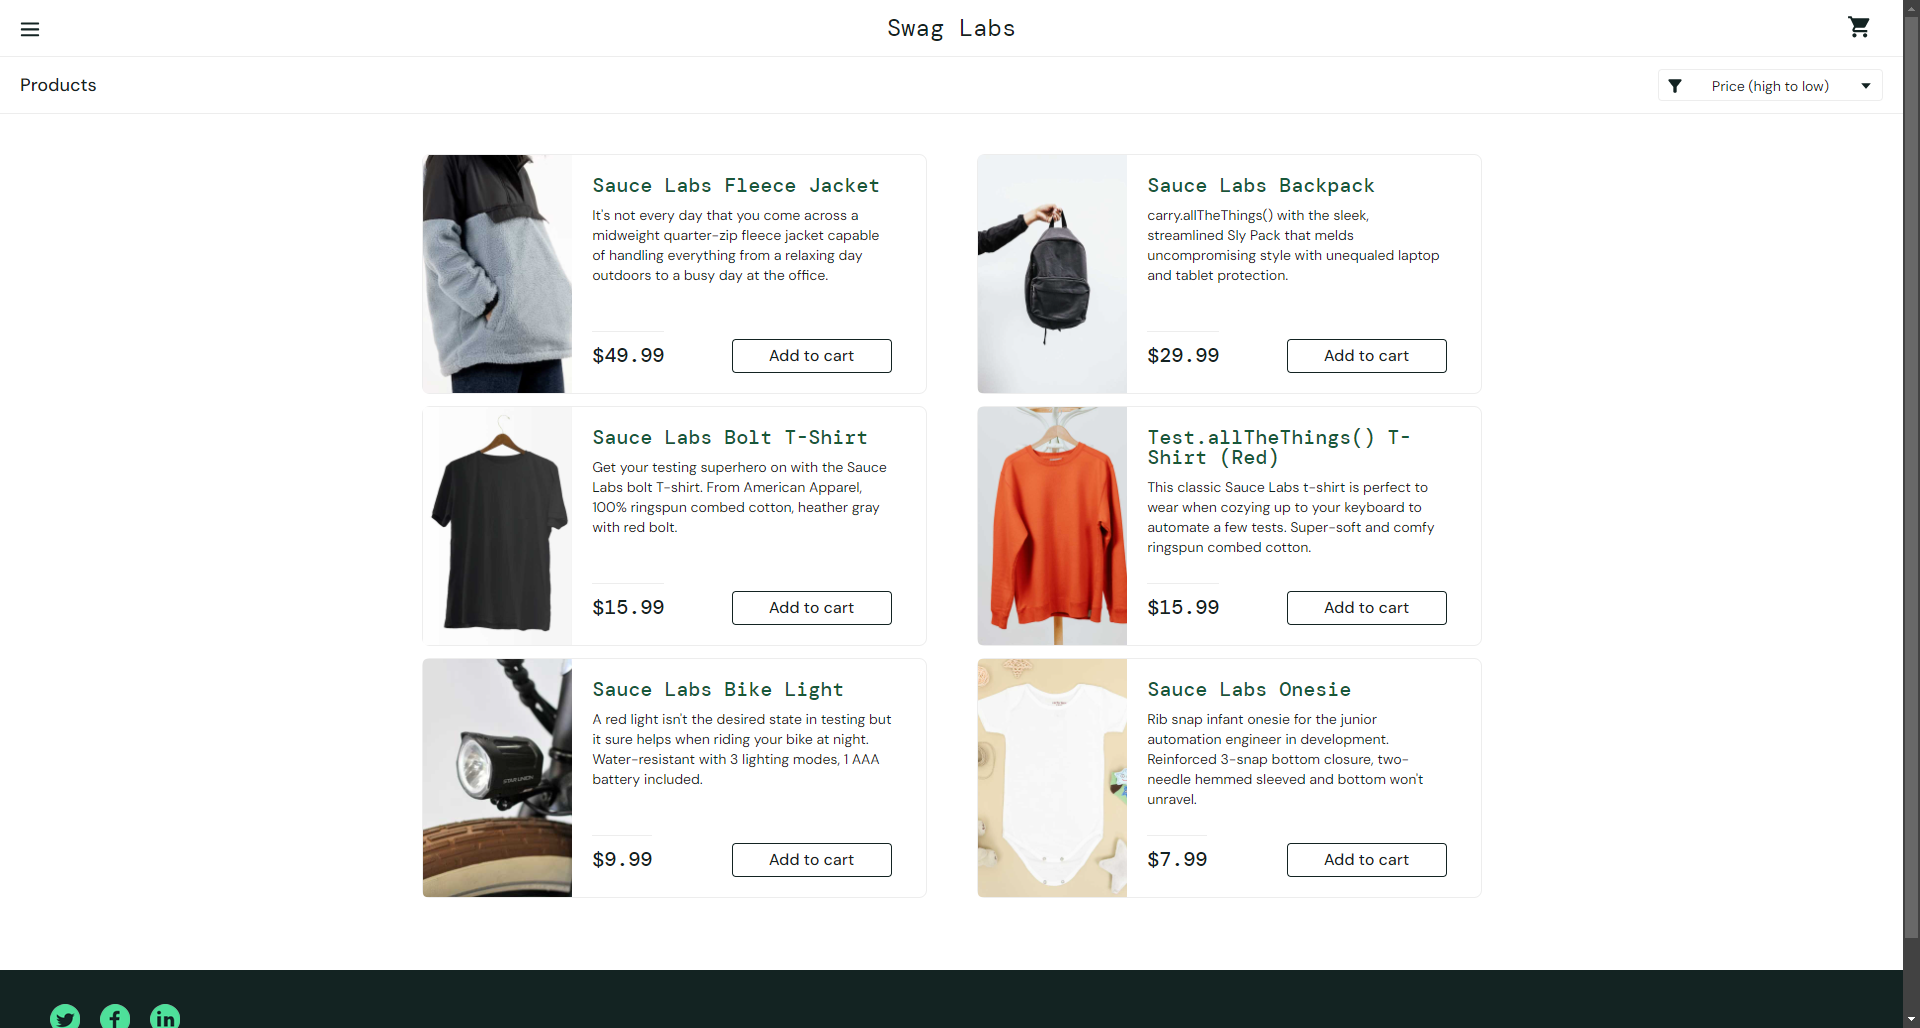 Swag Labs
Products
Price (high to low)
Sauce Labs Fleece Jacket
It's not every day that you come across a
midweight quarter-zip fleece jacket capable
of handling everything from a relaxing day
outdoors to a busy day at the office.
$49.99
Add to cart
Sauce Labs Backpack
carry.allTheThings() with the sleek,
streamlined Sly Pack that melds
uncompromising style with unequaled laptop
and tablet protection.
$29.99
Add to cart
Sauce Labs Bolt T-Shirt
Get your testing superhero on with the Sauce
Labs bolt T-shirt. From American Apparel,
100% ringspun combed cotton, heather gray
with red bolt.
$15.99
Add to cart
Test.allTheThings() T-
Shirt (Red)
This classic Sauce Labs t-shirt is perfect to
wear when cozying up to your keyboard to
automate a few tests. Super-soft and comfy
ringspun combed cotton.
$15.99
Add to cart
Sauce Labs Bike Light
A red light isn't the desired state in testing but
it sure helps when riding your bike at night.
Water-resistant with 3 lighting modes, 1 AAA
battery included.
$9.99
Add to cart
Sauce Labs Onesie
Rib snap infant onesie for the junior
automation engineer in development.
Reinforced 3-snap bottom closure, two-
needle hemmed sleeved and bottom won't
unravel.
$7.99
Add to cart